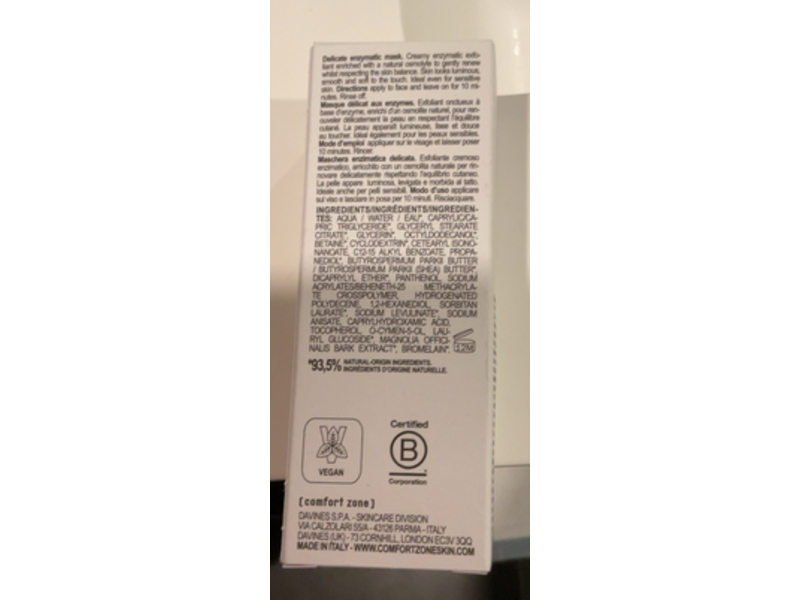 Delicate enzymatic mask. Creamy enzymatic exfo-
liant enriched with a natural osmolyte to gently renew
whilst respecting the skin balance. Skin looks luminous,
smooth and soft to the touch. Ideal even for sensitive
skin. Directions apply to face and leave on for 10 mi-
nutes. Rinse off.
Masque délicat aux enzymes. Exfoliant onctueux à
base d'enzyme, enrichi d'un osmolite naturel, pour ren-
ouveler délicatement la peau en respectant l'équilibre
cutané. La peau apparaît lumineuse, lisse et douce
au toucher. Idéal également pour les peaux sensibles.
Mode d'emploi appliquer sur le visage et laisser poser
10 minutes. Rincer.
Maschera enzimatica delicata. Esfoliante cremoso
enzimatico, arricchito con un osmolita naturale per rin-
novare delicatamente rispettando l'equilibrio cutaneo.
La pelle appare luminosa, levigata e morbida al tatto.
Ideale anche per pelli sensibili. Modo d'uso applicare
sul viso e lasciare in posa per 10 minuti. Risciacquare.
INGREDIENTS/INGRÉDIENTS/INGREDIEN-
TES: AQUA / WATER / EAU*, CAPRYLIC/CA-
PRIC TRIGLYCERIDE*, GLYCERYL STEARATE
CITRATE*, GLYCERIN*, OCTYLDODECANOL*,
BETAINE*, CYCLODEXTRIN*, CETEARYL ISONO-
NANOATE, C12-15 ALKYL BENZOATE, PROPA-
NEDIOL*, BUTYROSPERMUM PARKII BUTTER
/ BUTYROSPERMUM PARKII (SHEA) BUTTER*,
DICAPRYLYL ETHER*, PANTHENOL, SODIUM
ACRYLATES/BEHENETH-25 METHACRYLA-
TE CROSSPOLYMER, HYDROGENATED
POLYDECENE, 1,2-HEXANEDIOL, SORBITAN
LAURATE*, SODIUM LEVULINATE*, SODIUM
ANISATE, CAPRYLHYDROXAMIC ACID,
TOCOPHEROL, O-CYMEN-5-OL, LAU-
RYL GLUCOSIDE*, MAGNOLIA OFFICI-
NALIS BARK EXTRACT*, BROMELAIN*.
12M
*93,5% NATURAL-ORIGIN INGREDIENTS.
INGRÉDIENTS D'ORIGINE NATURELLE.
VEGAN
Certified
B
Corporation
[comfort zone]
DAVINES S.P.A. - SKINCARE DIVISION
VIA CALZOLARI 55/A - 43126 PARMA - ITALY
DAVINES (UK) - 73 CORNHILL, LONDON EC3V 3QQ
MADE IN ITALY - WWW.COMFORTZONESKIN.COM